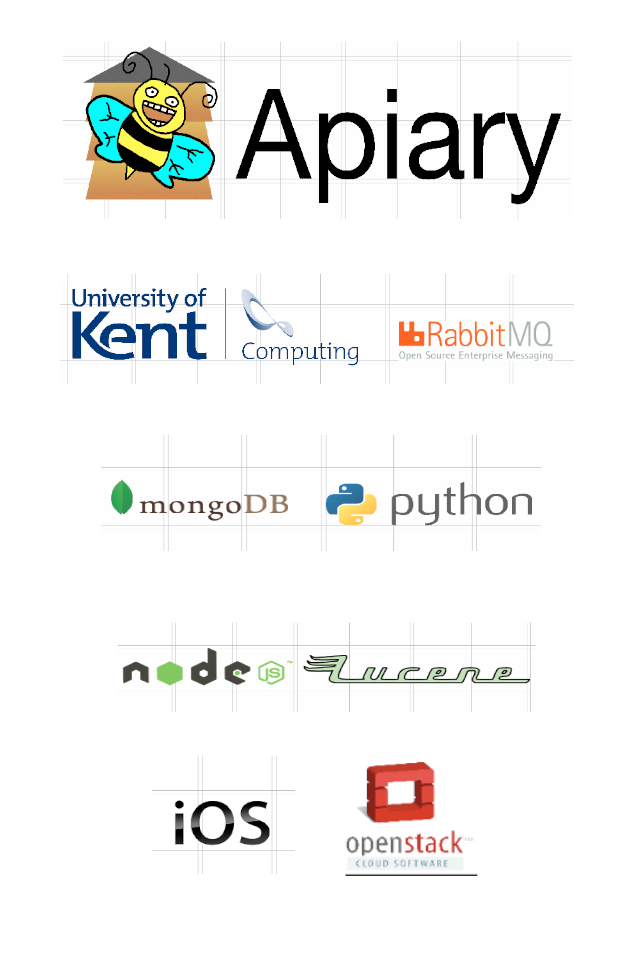 Apiary
University of
Kent
Computing
RabbitMQ
Open Source Enterprise Messaging
mongoDB
python
node
JS
™
Lucene
iOS
openstack
CLOUD SOFTWARE